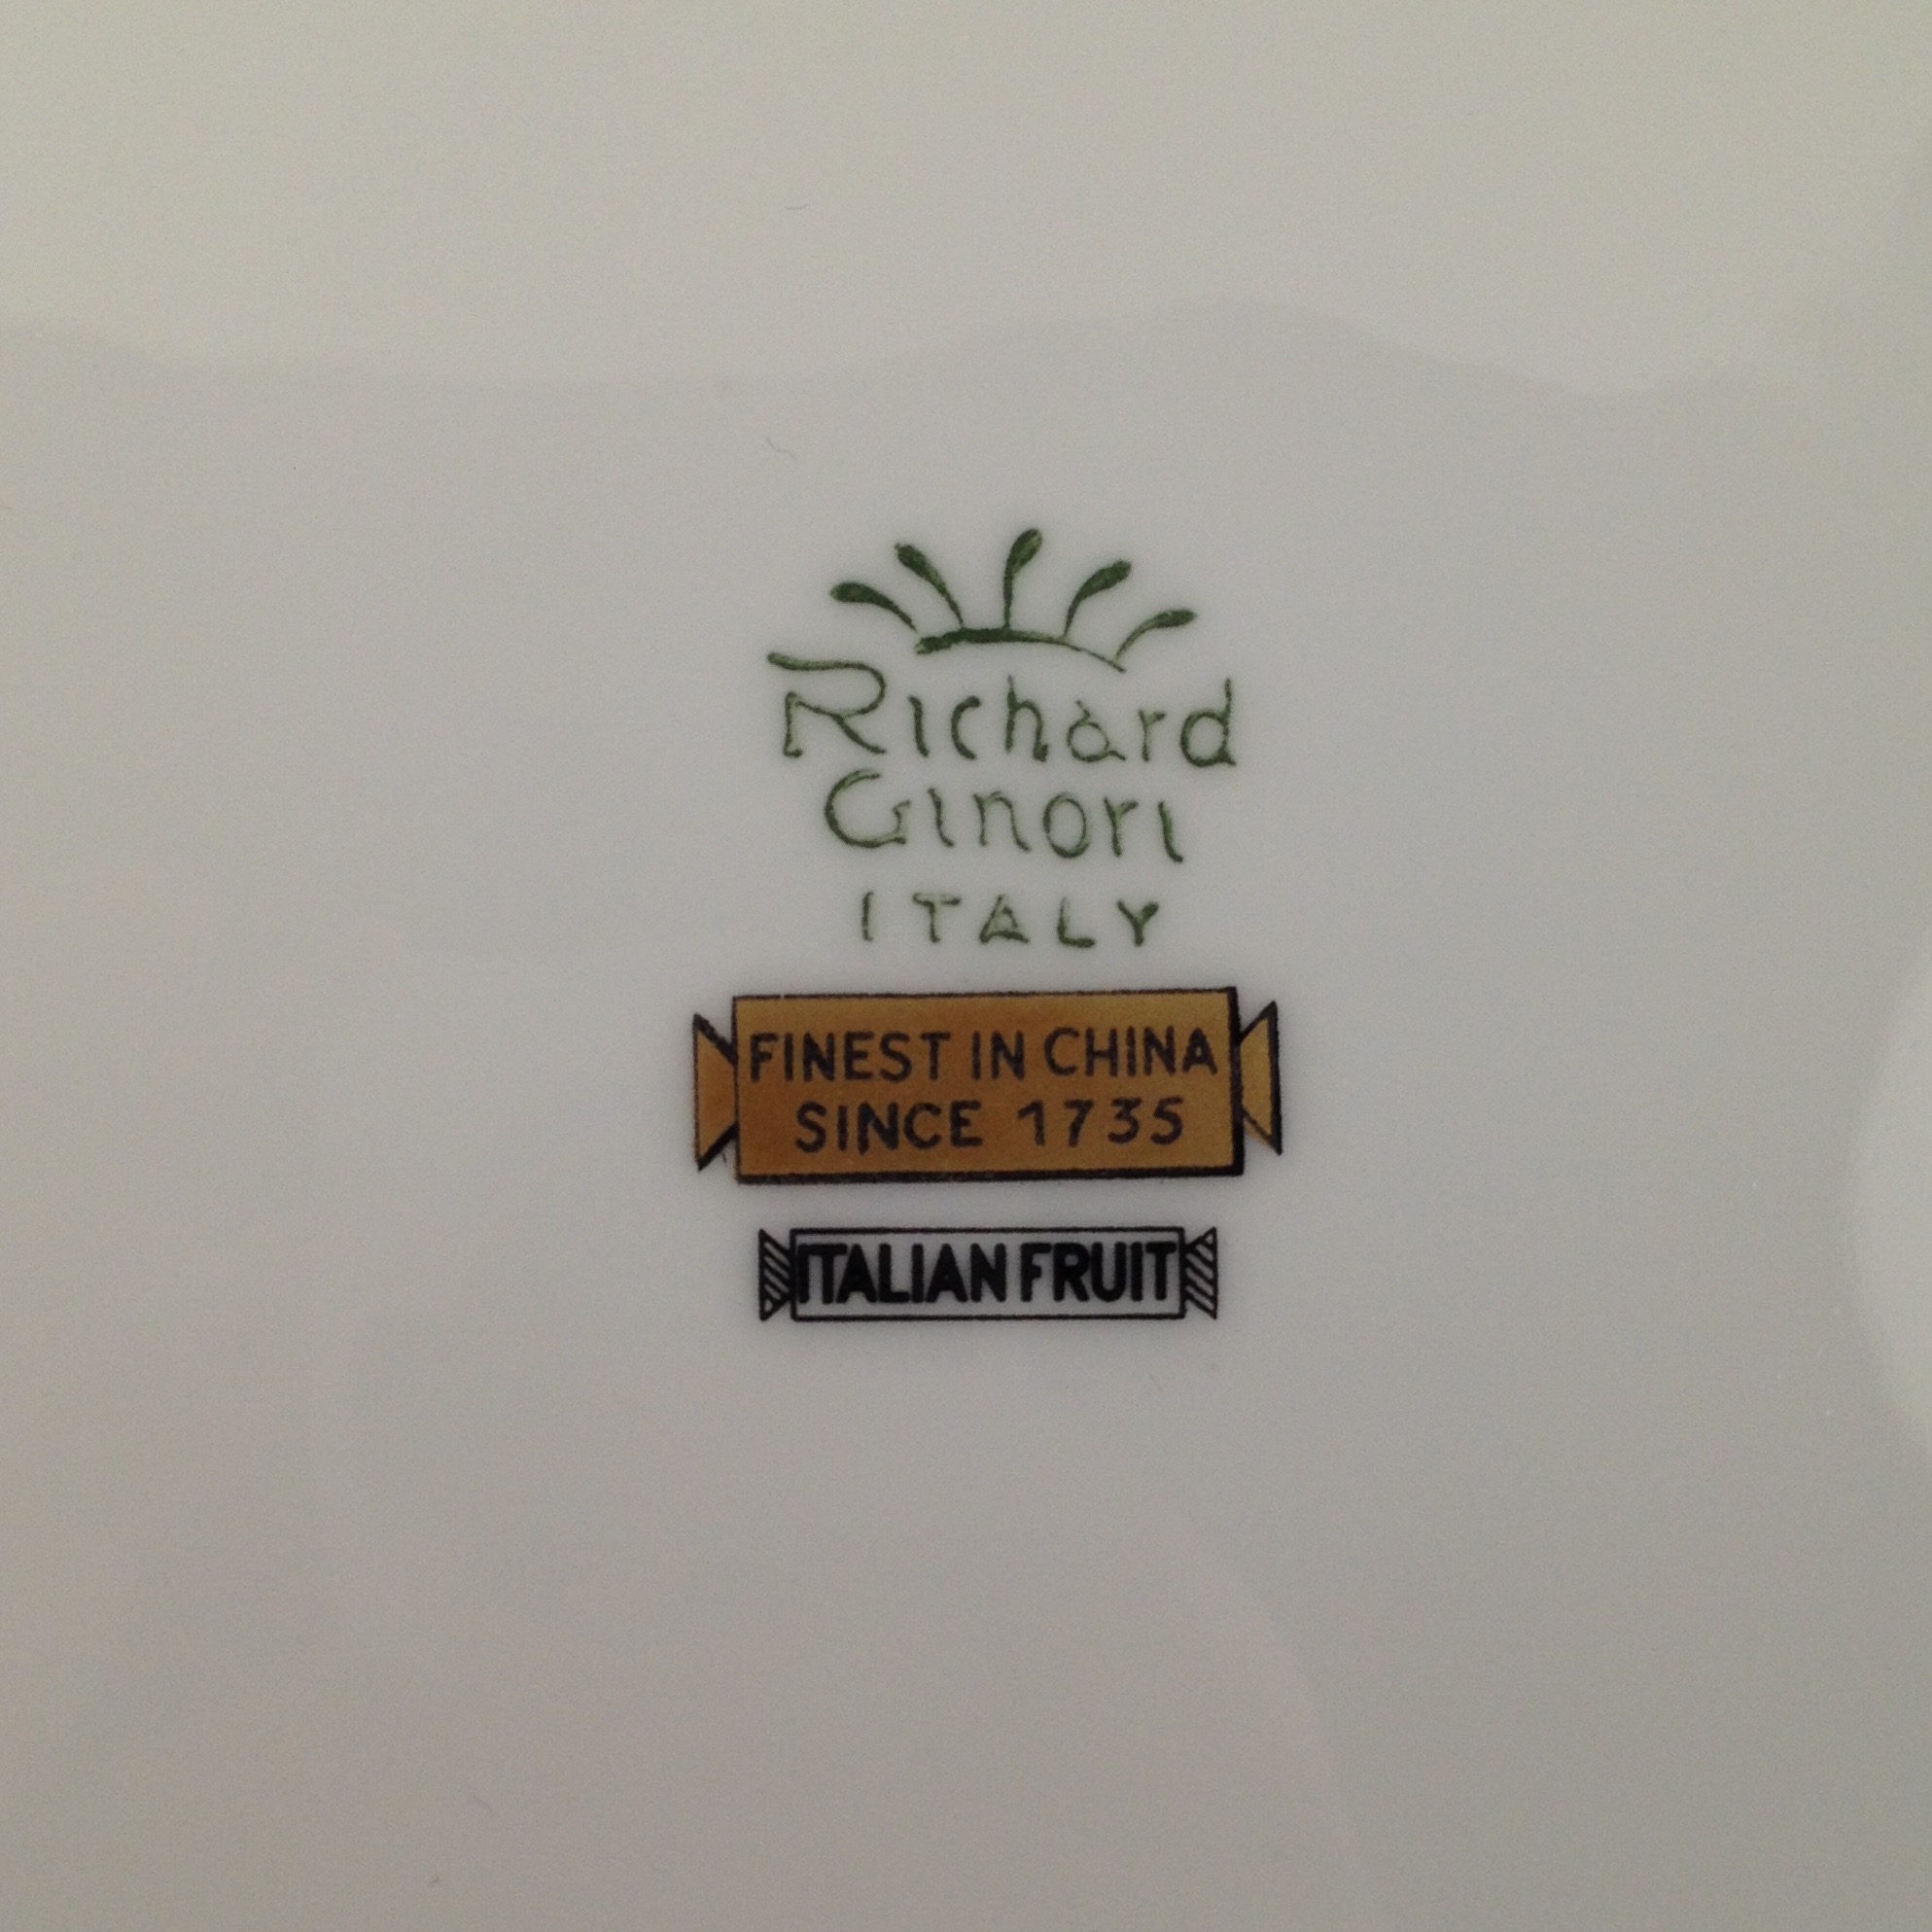 Richard
Ginori
ITALY
FINEST IN CHINA
SINCE 1735
ITALIAN FRUIT